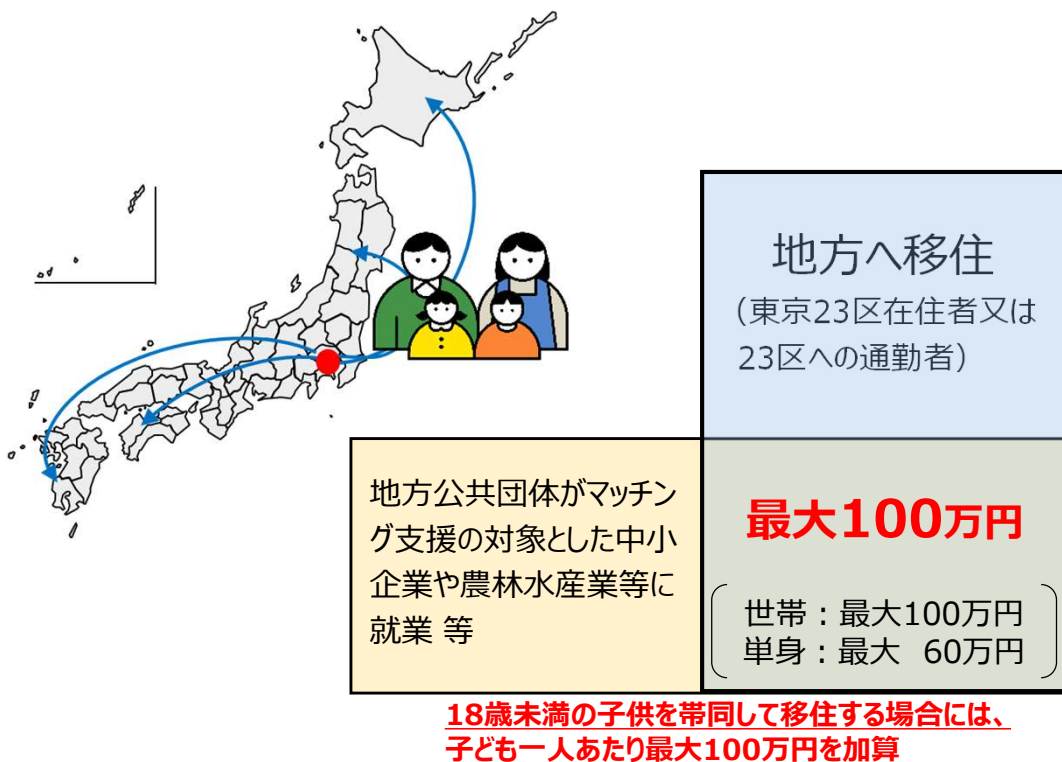 地方へ移住
（東京23区在住者又は
23区への通勤者）
地方公共団体がマッチン
グ支援の対象とした中小
企業や農林水産業等に
就業 等
最大100万円
世帯：最大100万円
単身：最大 60万円
18歳未満の子供を帯同して移住する場合には、
子ども一人あたり最大100万円を加算